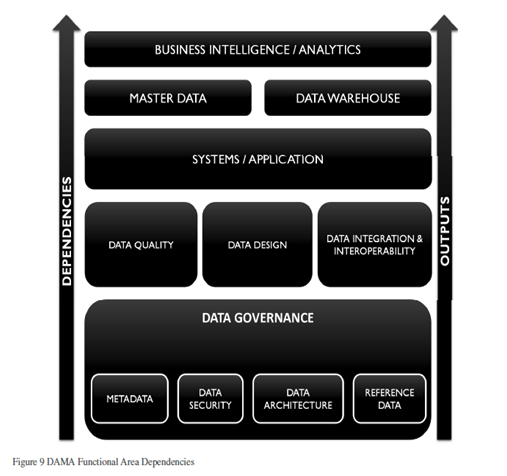 BUSINESS INTELLIGENCE / ANALYTICS
MASTER DATA
DATA WAREHOUSE
SYSTEMS / APPLICATION
DEPENDENCIES
OUTPUTS
DATA QUALITY
DATA DESIGN
DATA INTEGRATION &
INTEROPERABILITY
DATA GOVERNANCE
METADATA
DATA
SECURITY
DATA
ARCHITECTURE
REFERENCE
DATA
Figure 9 DAMA Functional Area Dependencies